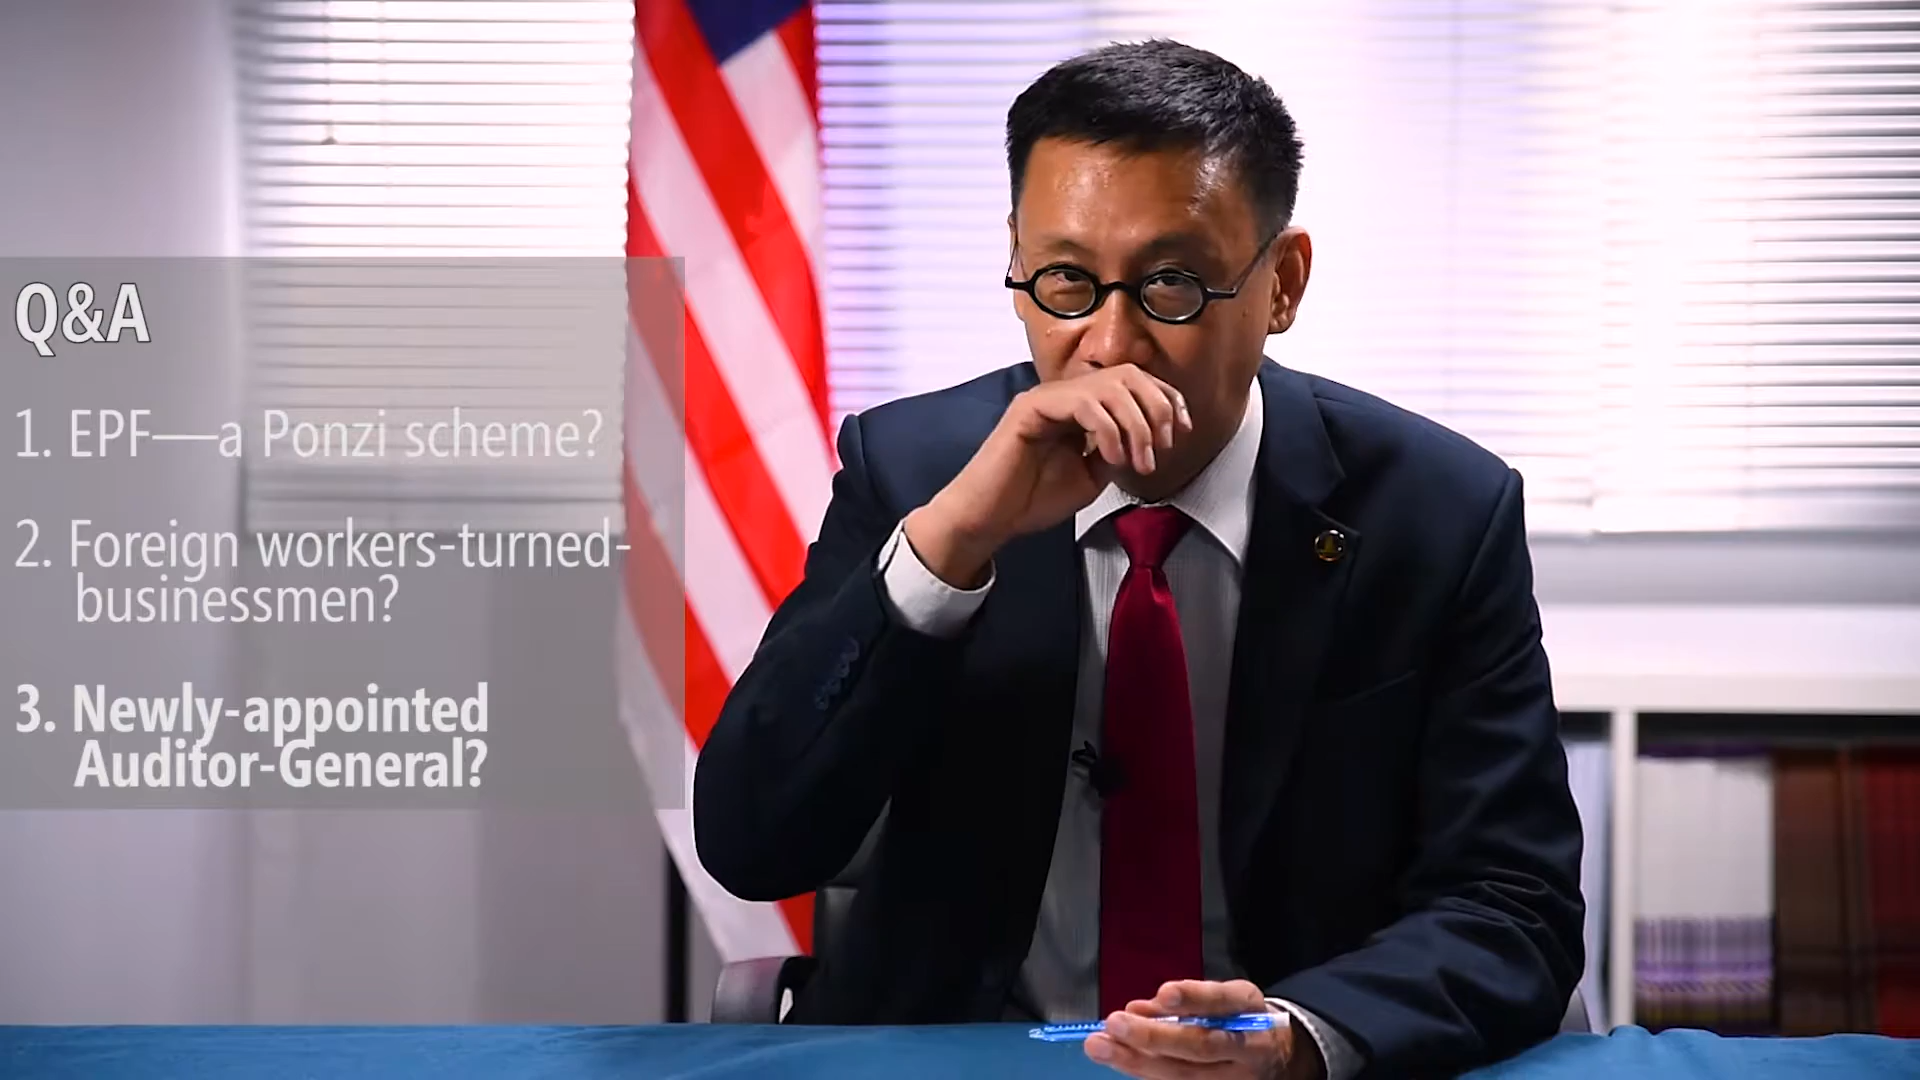 Q&A
1. EPF—a Ponzi scheme?
2. Foreign workers-turned-
businessmen?
3. Newly-appointed
Auditor-General?